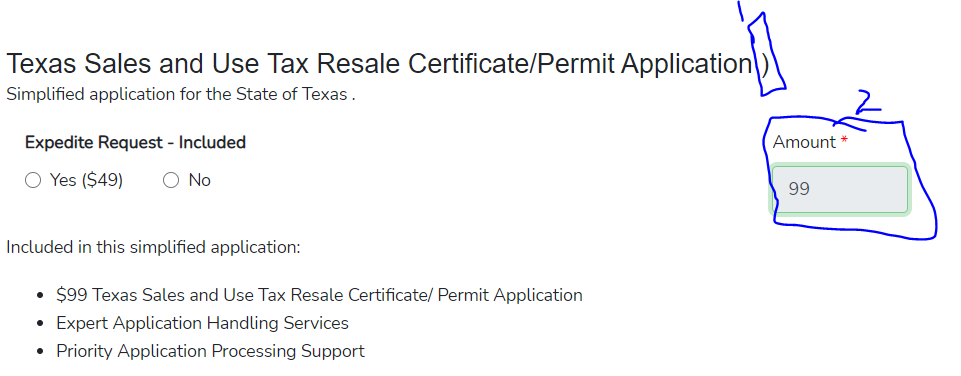 1
Texas Sales and Use Tax Resale Certificate/Permit Application )
Simplified application for the State of Texas .
2
Expedite Request - Included
Amount *
Yes ($49) No
99
Included in this simplified application:
• $99 Texas Sales and Use Tax Resale Certificate/ Permit Application
• Expert Application Handling Services
• Priority Application Processing Support